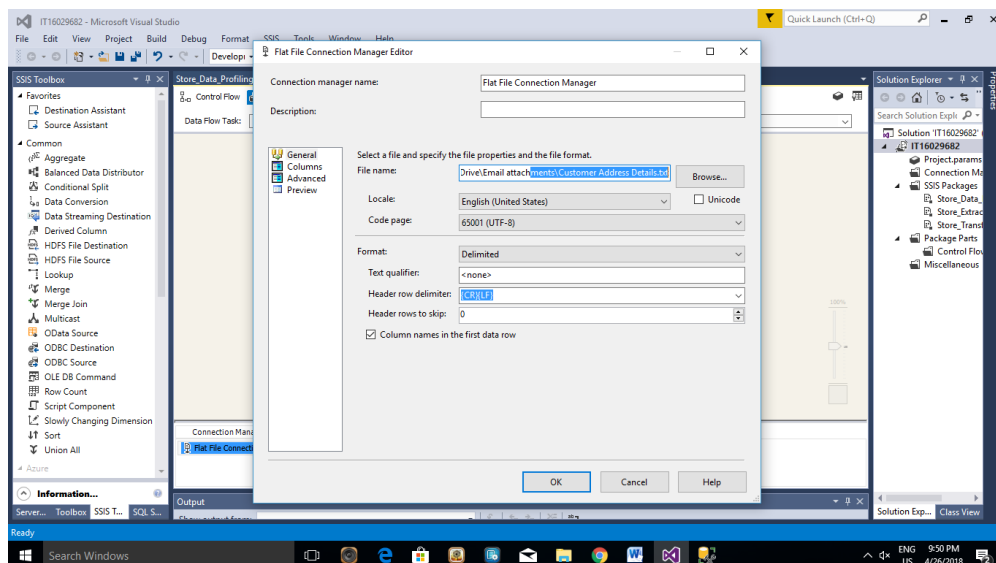 IT16029682 - Microsoft Visual Studio
Quick Launch (Ctrl+Q)
File Edit View Project Build Debug Format SSIS Tools Window Help
SSIS Toolbox
Favorites
Destination Assistant
Source Assistant
Common
Aggregate
Balanced Data Distributor
Conditional Split
Data Conversion
Data Streaming Destination
Derived Column
HDFS File Destination
HDFS File Source
Lookup
Merge
Merge Join
Multicast
OData Source
ODBC Destination
ODBC Source
OLE DB Command
Row Count
Script Component
Slowly Changing Dimension
Sort
Union All
Azure
Information...
Server... Toolbox SSIS T... SQL S...
Store_Data_Profiling
Control Flow
Data Flow Task:
100%
Connection Mana
Flat File Connecti
Output
Show output from:
Flat File Connection Manager Editor
Connection manager name: Flat File Connection Manager
Description:
General
Columns
Advanced
Preview
Select a file and specify the file properties and the file format.
File name: Drive\Email attachments\Customer Address Details.txt Browse...
Locale: English (United States) Unicode
Code page: 65001 (UTF-8)
Format: Delimited
Text qualifier: <none>
Header row delimiter: {CR}{LF}
Header rows to skip: 0
Column names in the first data row
OK Cancel Help
Solution Explorer
Search Solution Expl
Solution 'IT16029682'
IT16029682
Project.params
Connection Ma
SSIS Packages
Store_Data_
Store_Extrac
Store_Transf
Package Parts
Control Flow
Miscellaneous
Solution Exp... Class View
Properties
Ready
Search Windows
ENG 9:50 PM
US 4/26/2018